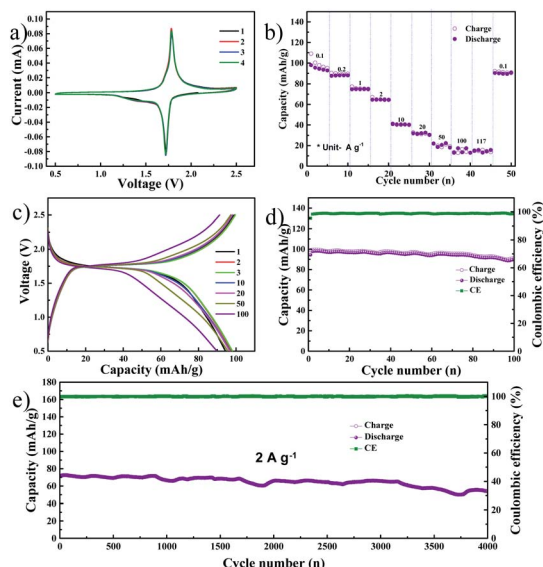 a)
Current (mA)
0.10
0.08
0.06
0.04
0.02
0.00
-0.02
-0.04
-0.06
-0.08
-0.10
0.5 1.0 1.5 2.0 2.5
Voltage (V)
1
2
3
4
b)
Capacity (mAh/g)
120
100
80
60
40
20
0
0 10 20 30 40 50
Cycle number (n)
Charge
Discharge
0.1 0.2 1 2 10 20 50 100 117 0.1
* Unit- A g⁻¹
c)
Voltage (V)
2.5
2.0
1.5
1.0
0.5
0 20 40 60 80 100
Capacity (mAh/g)
1
2
3
10
20
50
100
d)
Capacity (mAh/g)
140
120
100
80
60
40
20
0
0 20 40 60 80 100
Cycle number (n)
Coulombic efficiency (%)
100
80
60
40
20
0
Charge
Discharge
CE
e)
Capacity (mAh/g)
180
160
140
120
100
80
60
40
20
0
0 500 1000 1500 2000 2500 3000 3500 4000
Cycle number (n)
Coulombic efficiency (%)
100
80
60
40
20
0
Charge
Discharge
CE
2 A g⁻¹